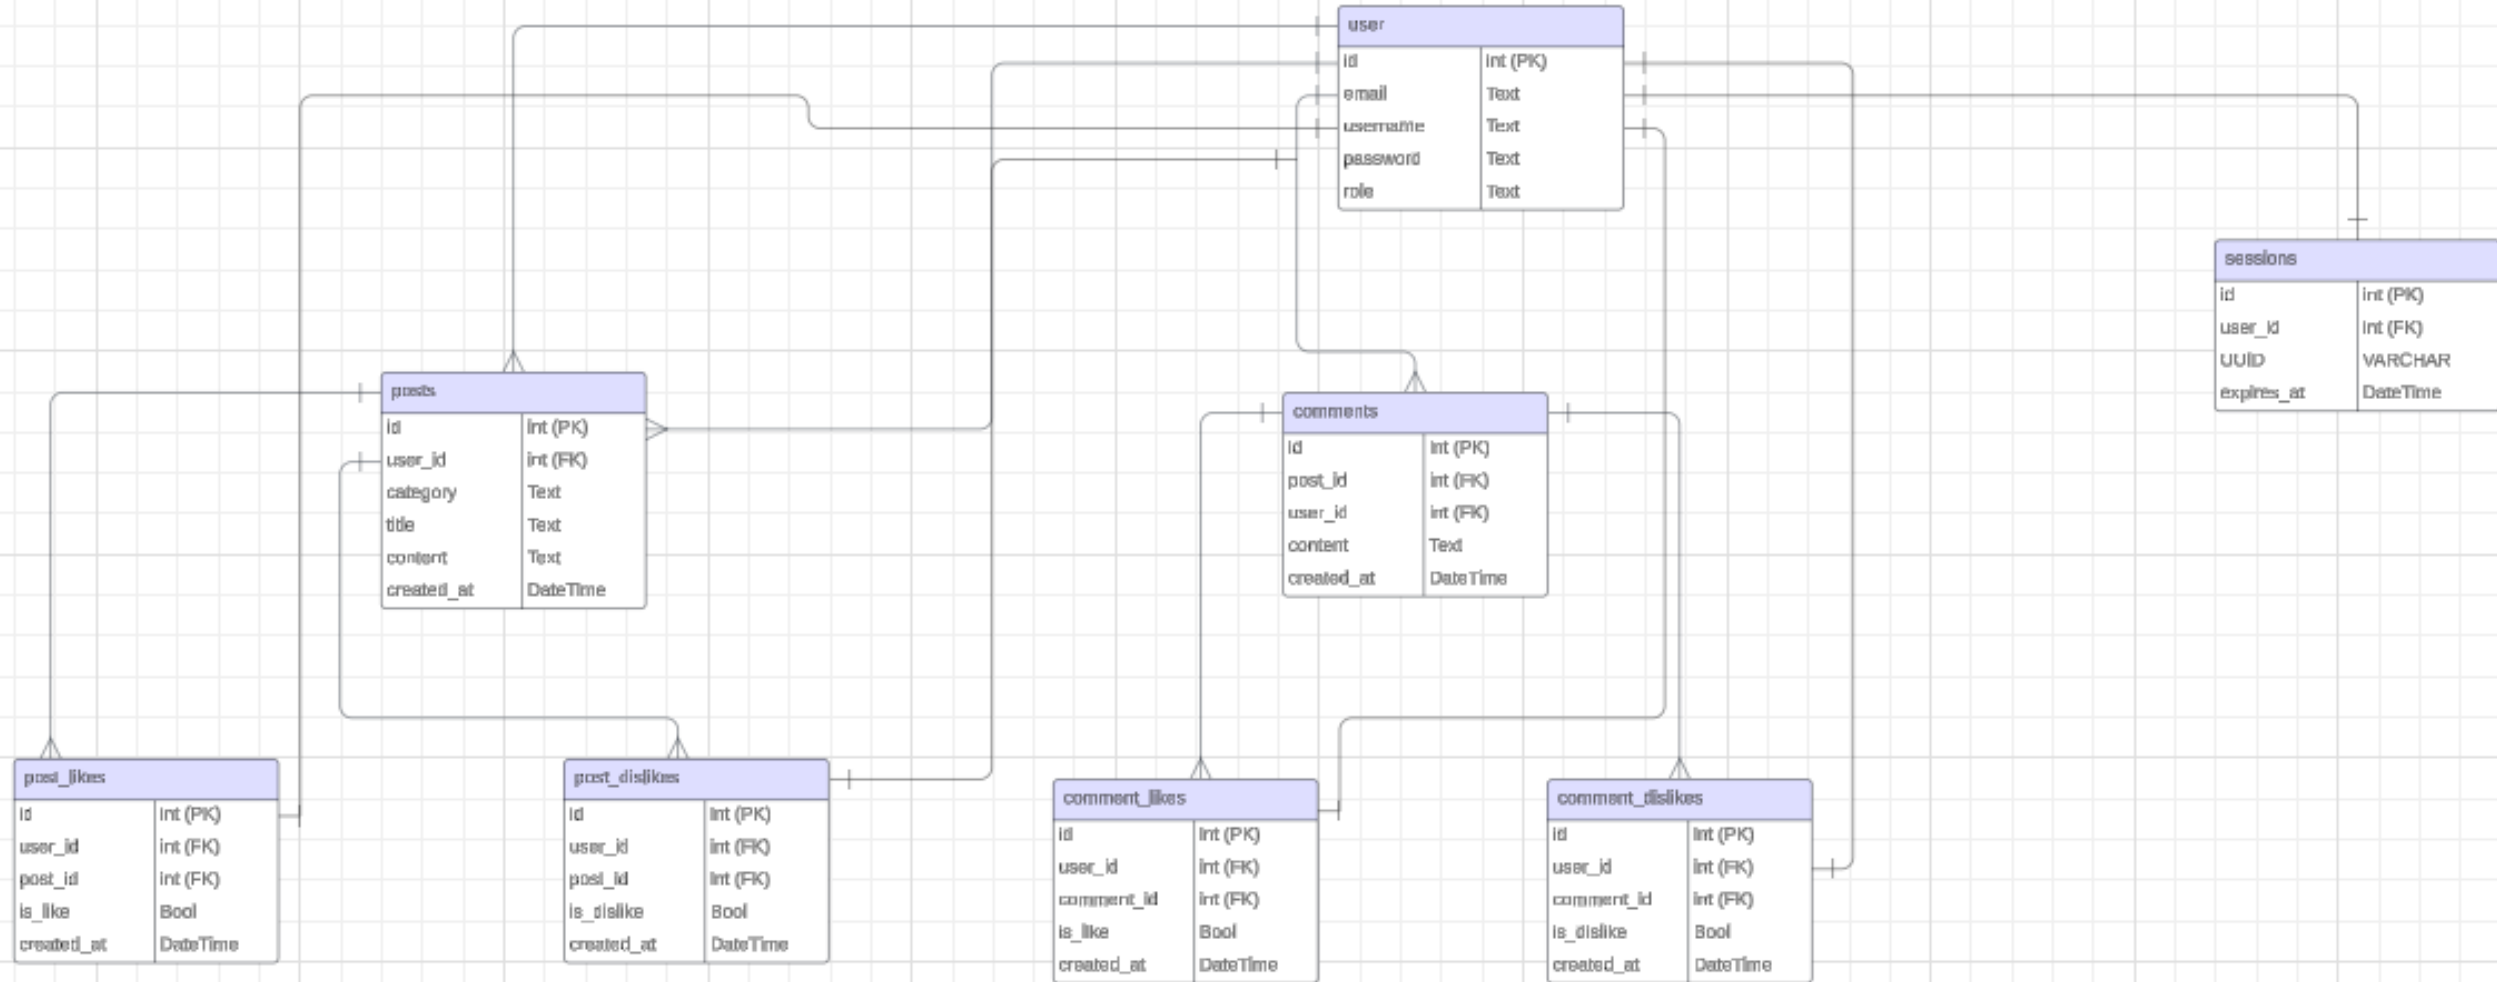 user
id int (PK)
email Text
username Text
password Text
role Text
sessions
id int (PK)
user_id int (FK)
UUID VARCHAR
expires_at DateTime
posts
id int (PK)
user_id int (FK)
category Text
title Text
content Text
created_at DateTime
comments
id int (PK)
post_id int (FK)
user_id int (FK)
content Text
created_at DateTime
post_likes
id int (PK)
user_id int (FK)
post_id int (FK)
is_like Bool
created_at DateTime
post_dislikes
id int (PK)
user_id int (FK)
post_id int (FK)
is_dislike Bool
created_at DateTime
comment_likes
id int (PK)
user_id int (FK)
comment_id int (FK)
is_like Bool
created_at DateTime
comment_dislikes
id int (PK)
user_id int (FK)
comment_id int (FK)
is_dislike Bool
created_at DateTime